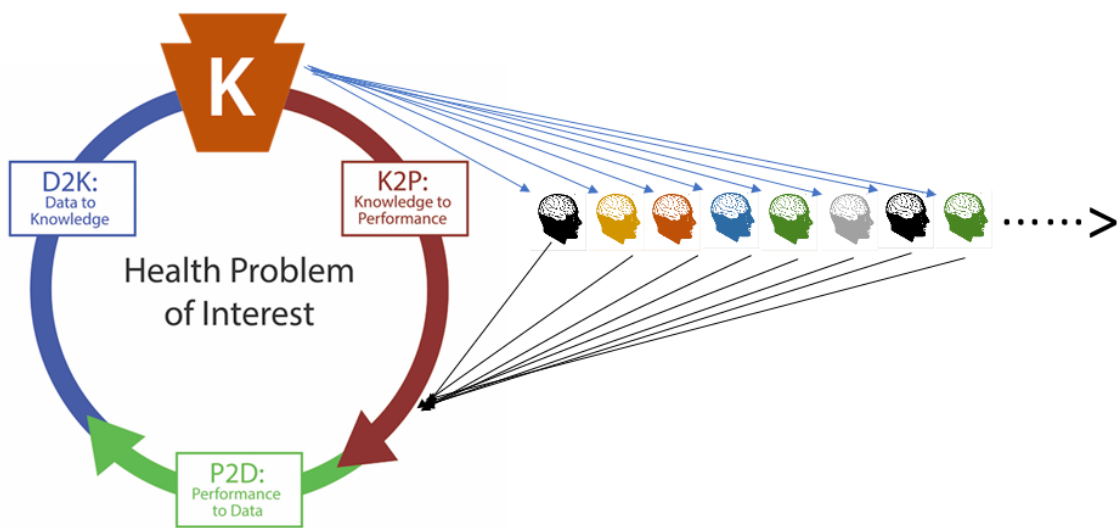 K
D2K:
Data to
Knowledge
K2P:
Knowledge to
Performance
Health Problem
of Interest
P2D:
Performance
to Data